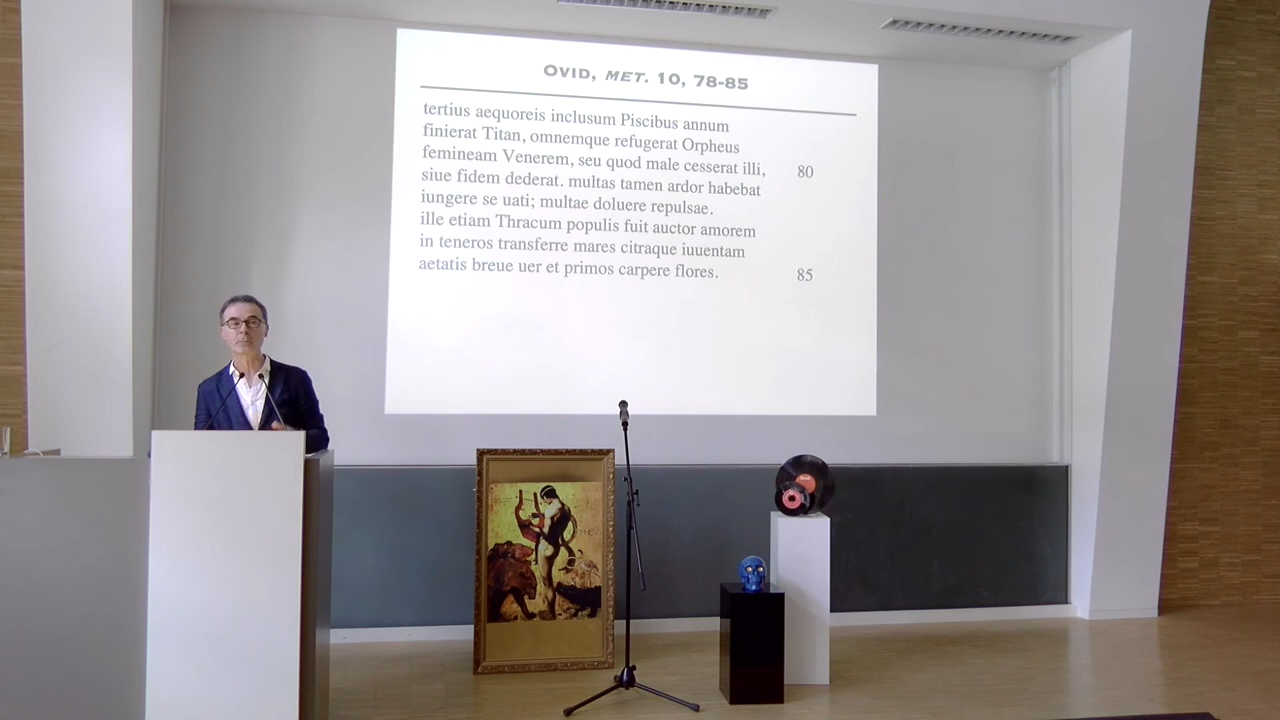 OVID, MET. 10, 78-85
tertius aequoreis inclusum Piscibus annum
finierat Titan, omnemque refugerat Orpheus
femineam Venerem, seu quod male cesserat illi, 80
siue fidem dederat. multas tamen ardor habebat
iungere se uati; multae doluere repulsae.
ille etiam Thracum populis fuit auctor amorem
in teneros transferre mares citraque iuuentam
aetatis breue uer et primos carpere flores. 85